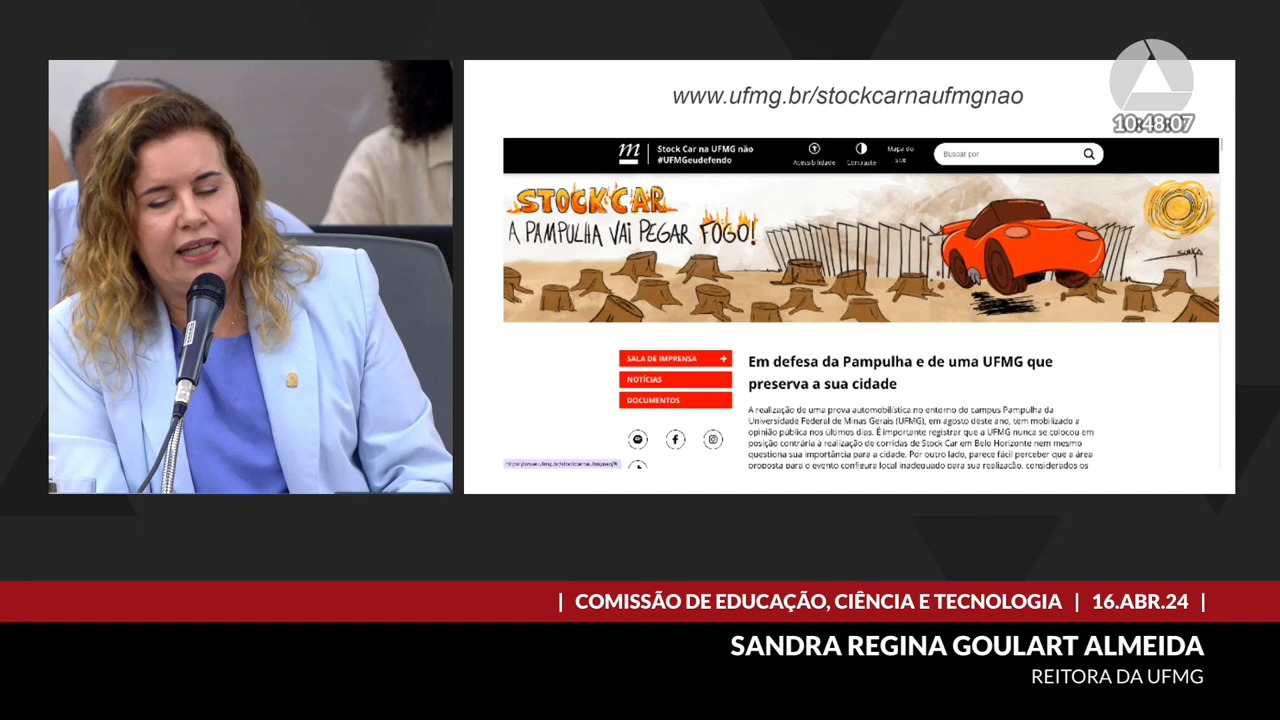 www.ufmg.br/stockcarnaufmgnao
10:48:07
m
Stock Car na UFMG não
#UFMGeudefendo
Acessibilidade
Contraste
Mapa do
site
Buscar por
STOCK CAR
A PAMPULHA VAI PEGAR FOGO!
SALA DE IMPRENSA +
NOTÍCIAS
DOCUMENTOS
Em defesa da Pampulha e de uma UFMG que
preserva a sua cidade
A realização de uma prova automobilística no entorno do campus Pampulha da
Universidade Federal de Minas Gerais (UFMG), em agosto deste ano, tem mobilizado a
opinião pública nos últimos dias. É importante registrar que a UFMG nunca se colocou em
posição contrária à realização de corridas de Stock Car em Belo Horizonte nem mesmo
questiona sua importância para a cidade. Por outro lado, parece fácil perceber que a área
proposta para o evento configura local inadequado para sua realização, considerados os
| COMISSÃO DE EDUCAÇÃO, CIÊNCIA E TECNOLOGIA | 16.ABR.24 |
SANDRA REGINA GOULART ALMEIDA
REITORA DA UFMG